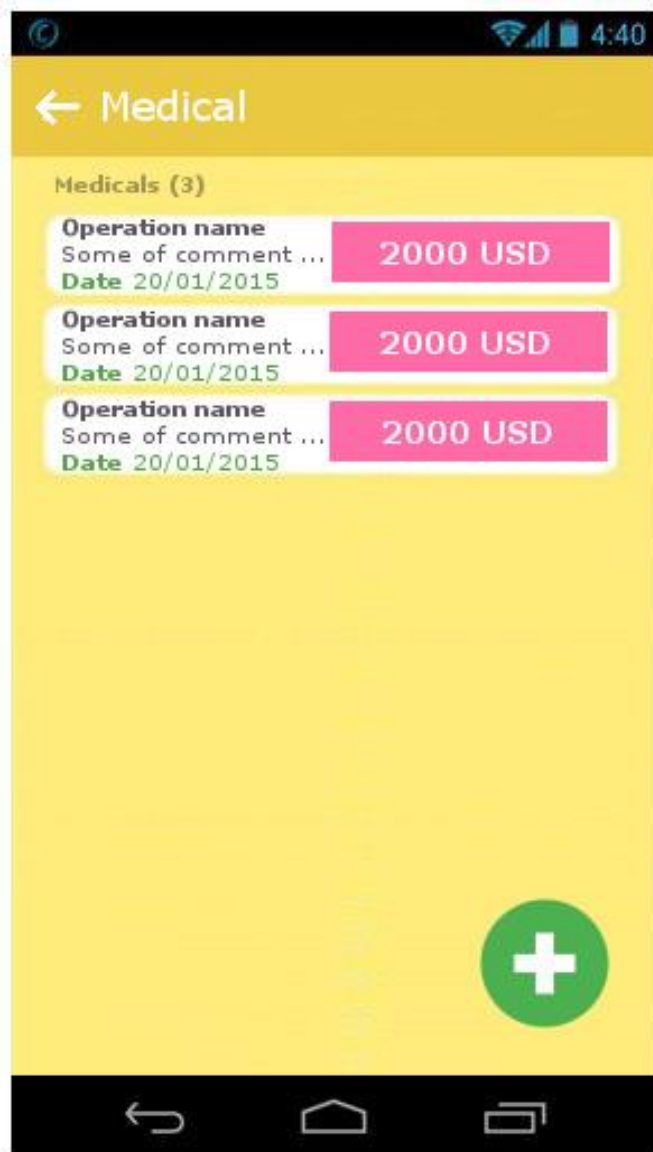 4:40
Medical
Medicals (3)
Operation name
Some of comment ...
Date 20/01/2015
2000 USD
Operation name
Some of comment ...
Date 20/01/2015
2000 USD
Operation name
Some of comment ...
Date 20/01/2015
2000 USD